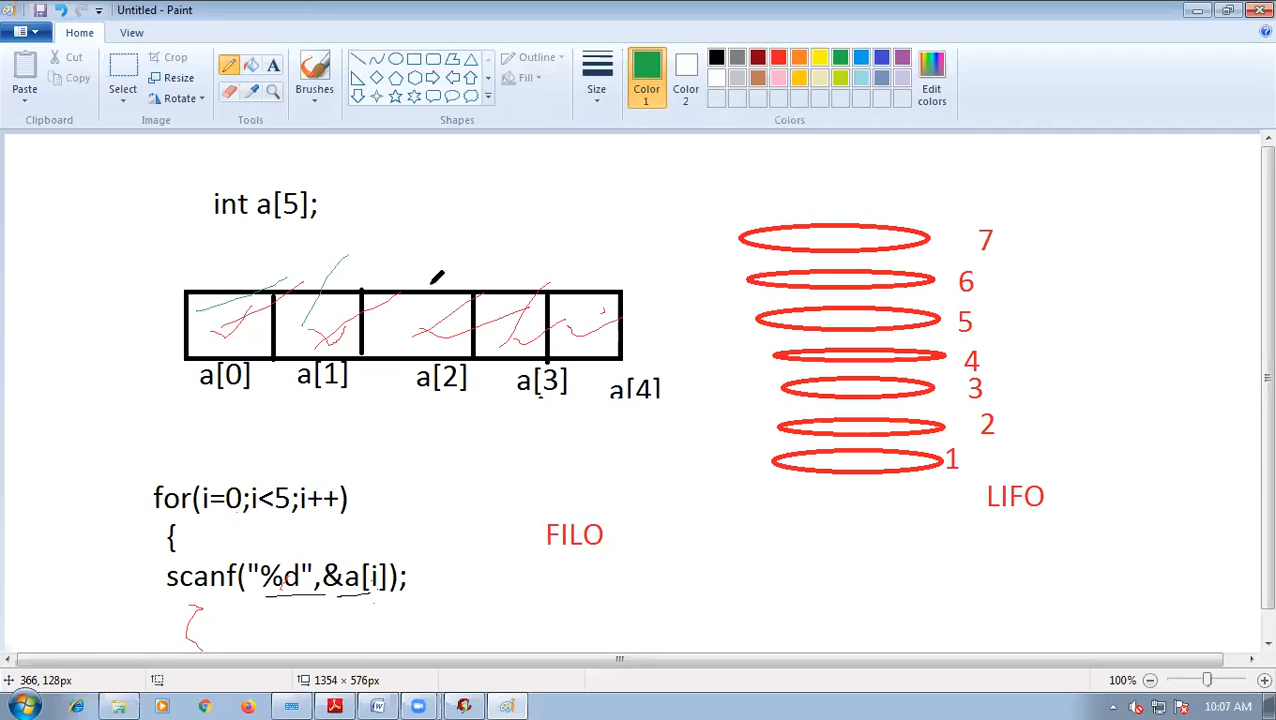 Untitled - Paint
Home
View
Paste
Cut
Copy
Clipboard
Select
Crop
Resize
Rotate
Image
Tools
Brushes
Outline
Fill
Shapes
Size
Color 1
Color 2
Edit colors
Colors
int a[5];
a[0]
a[1]
a[2]
a[3]
a[4]
for(i=0;i<5;i++)
{
scanf("%d",&a[i]);
7
6
5
4
3
2
1
LIFO
FILO
366, 128px
1354 × 576px
100%
10:07 AM